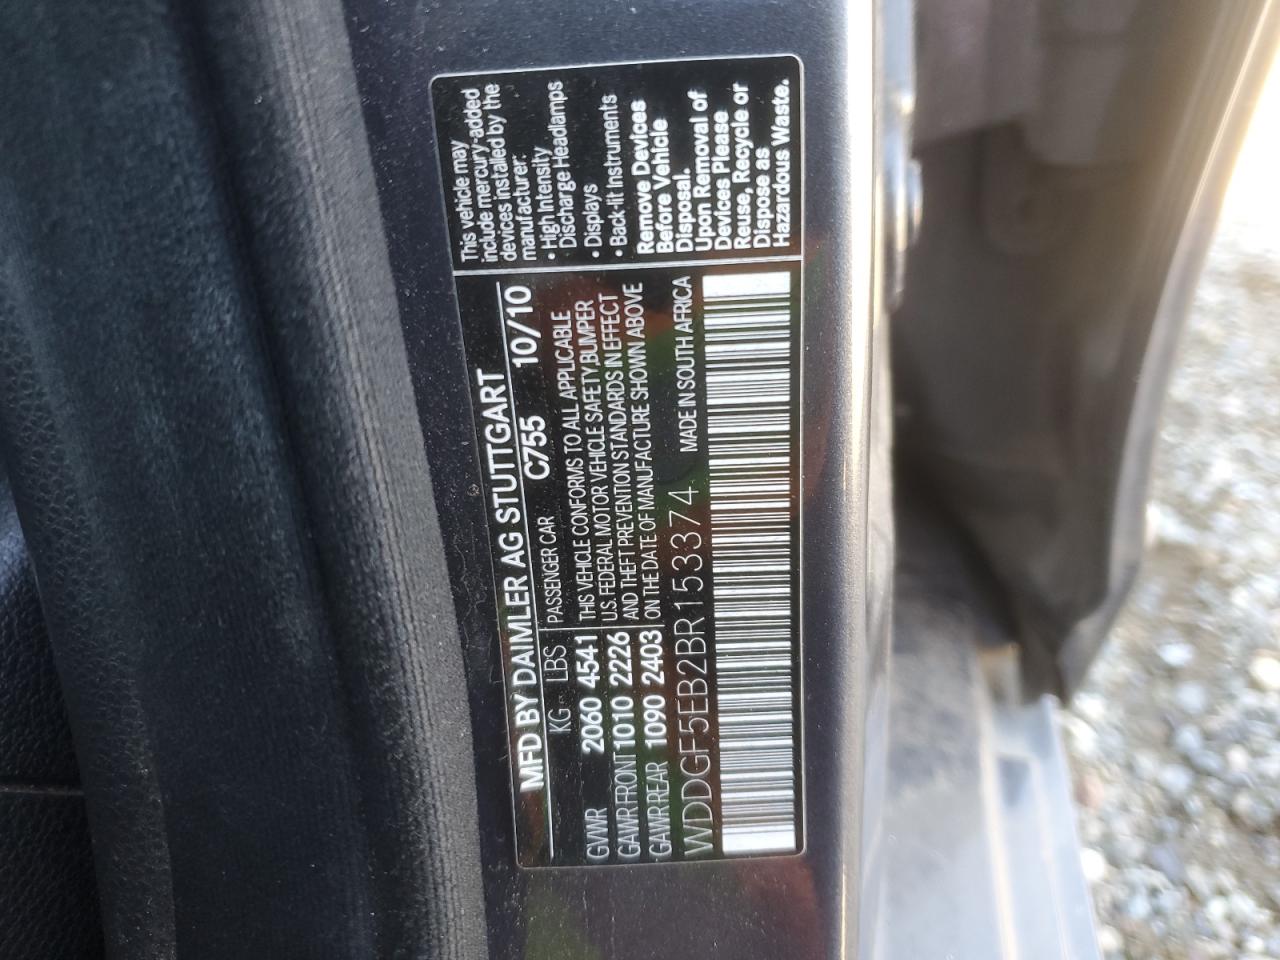 MFD BY DAIMLER AG STUTTGART 10/10
KG LBS PASSENGER CAR C755
GVWR 2060 4541 THIS VEHICLE CONFORMS TO ALL APPLICABLE
GAWR FRONT 1010 2226 U.S. FEDERAL MOTOR VEHICLE SAFETY, BUMPER
GAWR REAR 1090 2403 AND THEFT PREVENTION STANDARDS IN EFFECT
ON THE DATE OF MANUFACTURE SHOWN ABOVE
WDDGF5EB2BR153374 MADE IN SOUTH AFRICA
This vehicle may
include mercury-added
devices installed by the
manufacturer:
• High Intensity
Discharge Headlamps
• Displays
• Back-lit Instruments
Remove Devices
Before Vehicle
Disposal.
Upon Removal of
Devices Please
Reuse, Recycle or
Dispose as
Hazardous Waste.